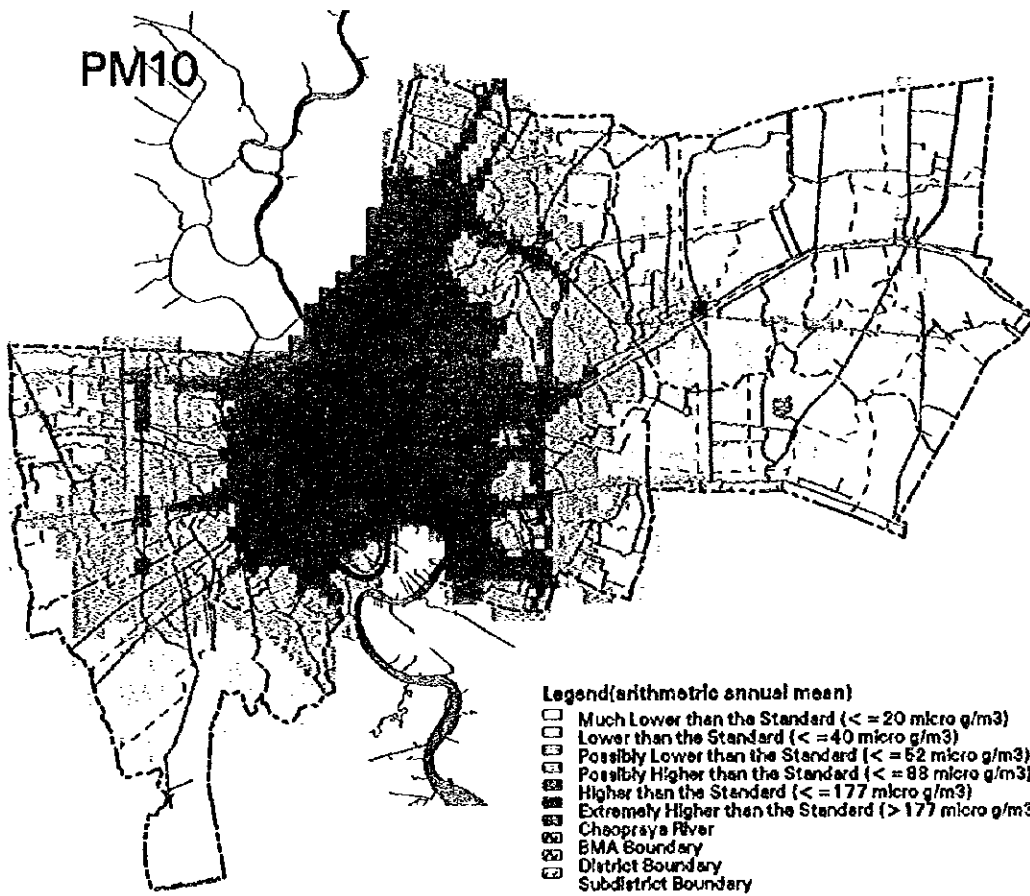 PM10
Legend(arithmetic annual mean)
Much Lower than the Standard (< =20 micro g/m3)
Lower than the Standard (< =40 micro g/m3)
Possibly Lower than the Standard (< =52 micro g/m3)
Possibly Higher than the Standard (< =88 micro g/m3)
Higher than the Standard (< =177 micro g/m3)
Extremely Higher than the Standard (> 177 micro g/m3
Chaopraya River
BMA Boundary
District Boundary
Subdistrict Boundary